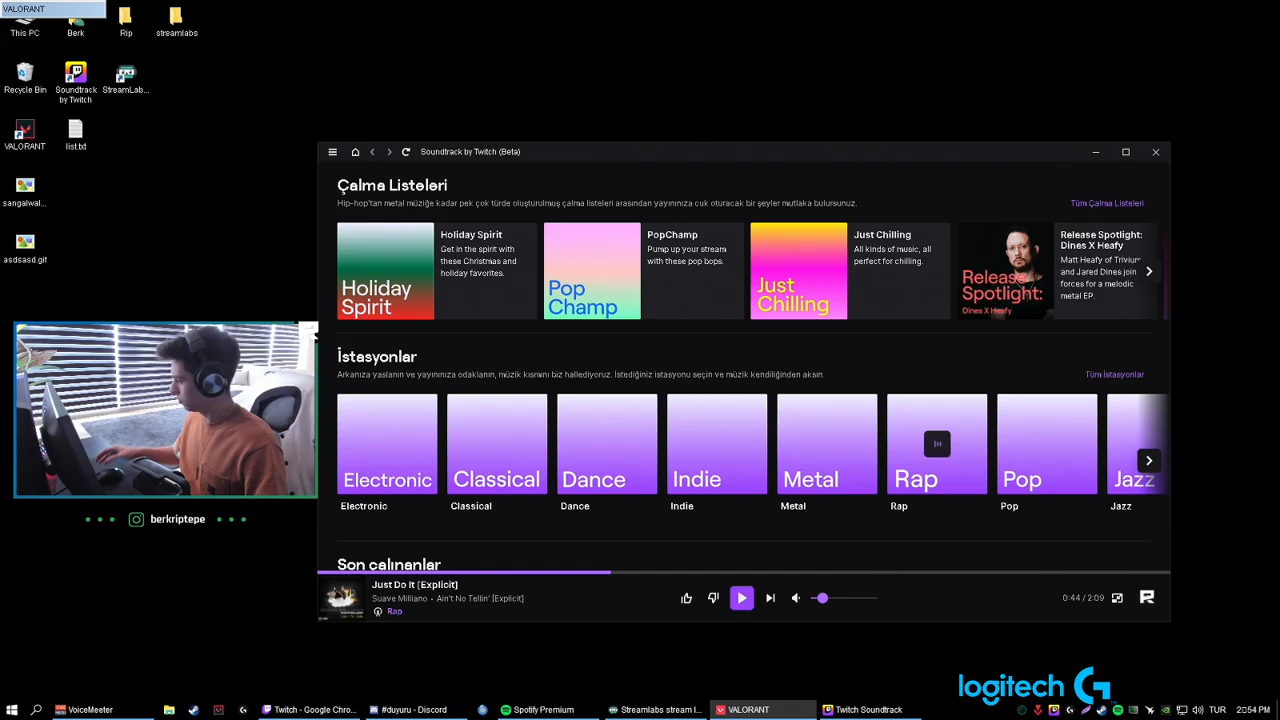 VALORANT
This PC
Berk
Rip
streamlabs
Recycle Bin
Soundtrack
by Twitch
StreamLab...
VALORANT
list.txt
sangalwal...
asdsasd.gif
Soundtrack by Twitch (Beta)
Çalma Listeleri
Hip-hop'tan metal müziğe kadar pek çok türde oluşturulmuş çalma listeleri arasından yayınınıza cuk oturacak bir şeyler mutlaka bulursunuz.
Tüm Çalma Listeleri
Holiday
Spirit
Holiday Spirit
Get in the spirit with
these Christmas and
holiday favorites.
Pop
Champ
PopChamp
Pump up your stream
with these pop bops.
Just
Chilling
Just Chilling
All kinds of music, all
perfect for chilling.
Release
Spotlight:
Dines X Heafy
Release Spotlight:
Dines X Heafy
Matt Heafy of Trivium
and Jared Dines join
forces for a melodic
metal EP.
İstasyonlar
Arkanıza yaslanın ve yayınınıza odaklanın, müzik kısmını biz hallediyoruz. İstediğiniz istasyonu seçin ve müzik kendiliğinden aksın.
Tüm İstasyonlar
Electronic
Classical
Dance
Indie
Metal
Rap
Pop
Jazz
Electronic
Classical
Dance
Indie
Metal
Rap
Pop
Jazz
Son çalınanlar
Just Do It [Explicit]
Suave Milliano • Ain't No Tellin' [Explicit]
Rap
0:44 / 2:09
berkriptepe
logitech G
VoiceMeeter
Twitch - Google Chro...
#duyuru - Discord
Spotify Premium
Streamlabs stream l...
VALORANT
Twitch Soundtrack
TUR
2:54 PM